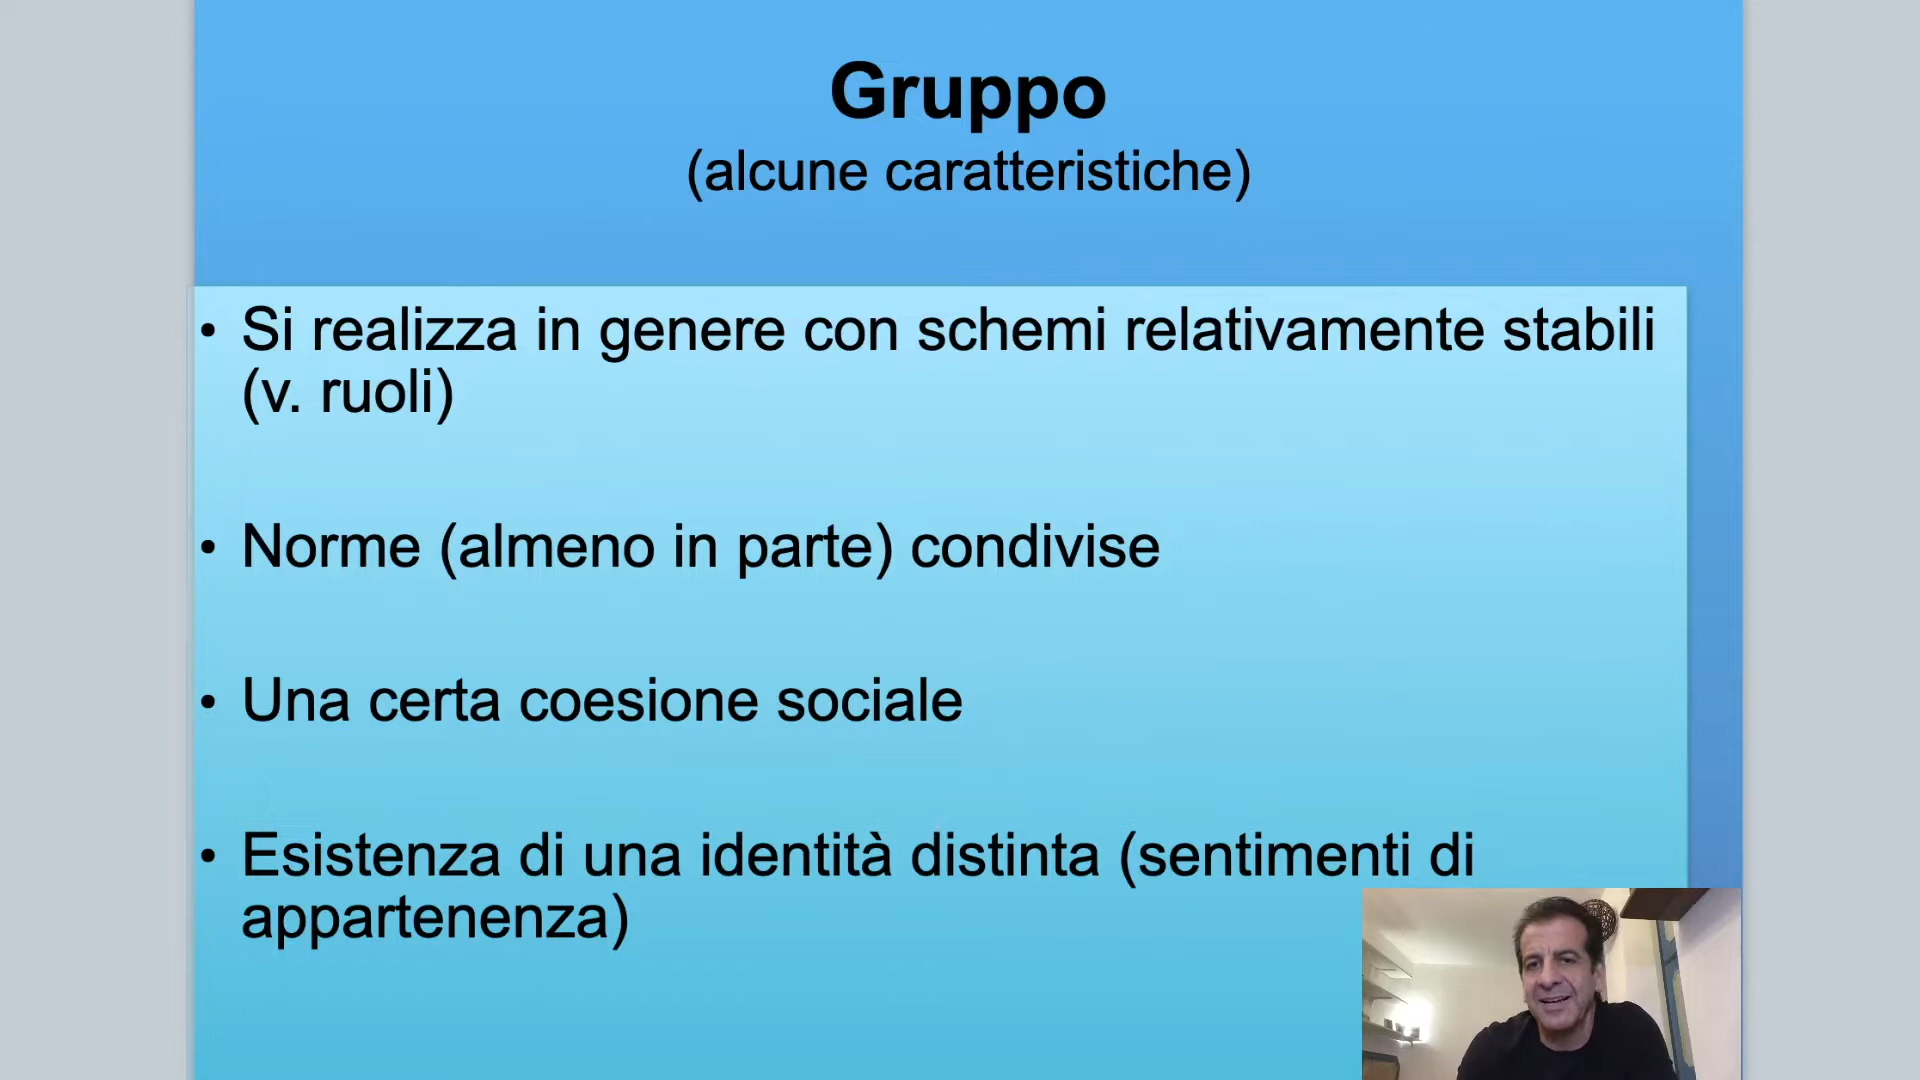 Gruppo
(alcune caratteristiche)
• Si realizza in genere con schemi relativamente stabili
(v. ruoli)
• Norme (almeno in parte) condivise
• Una certa coesione sociale
• Esistenza di una identità distinta (sentimenti di
appartenenza)